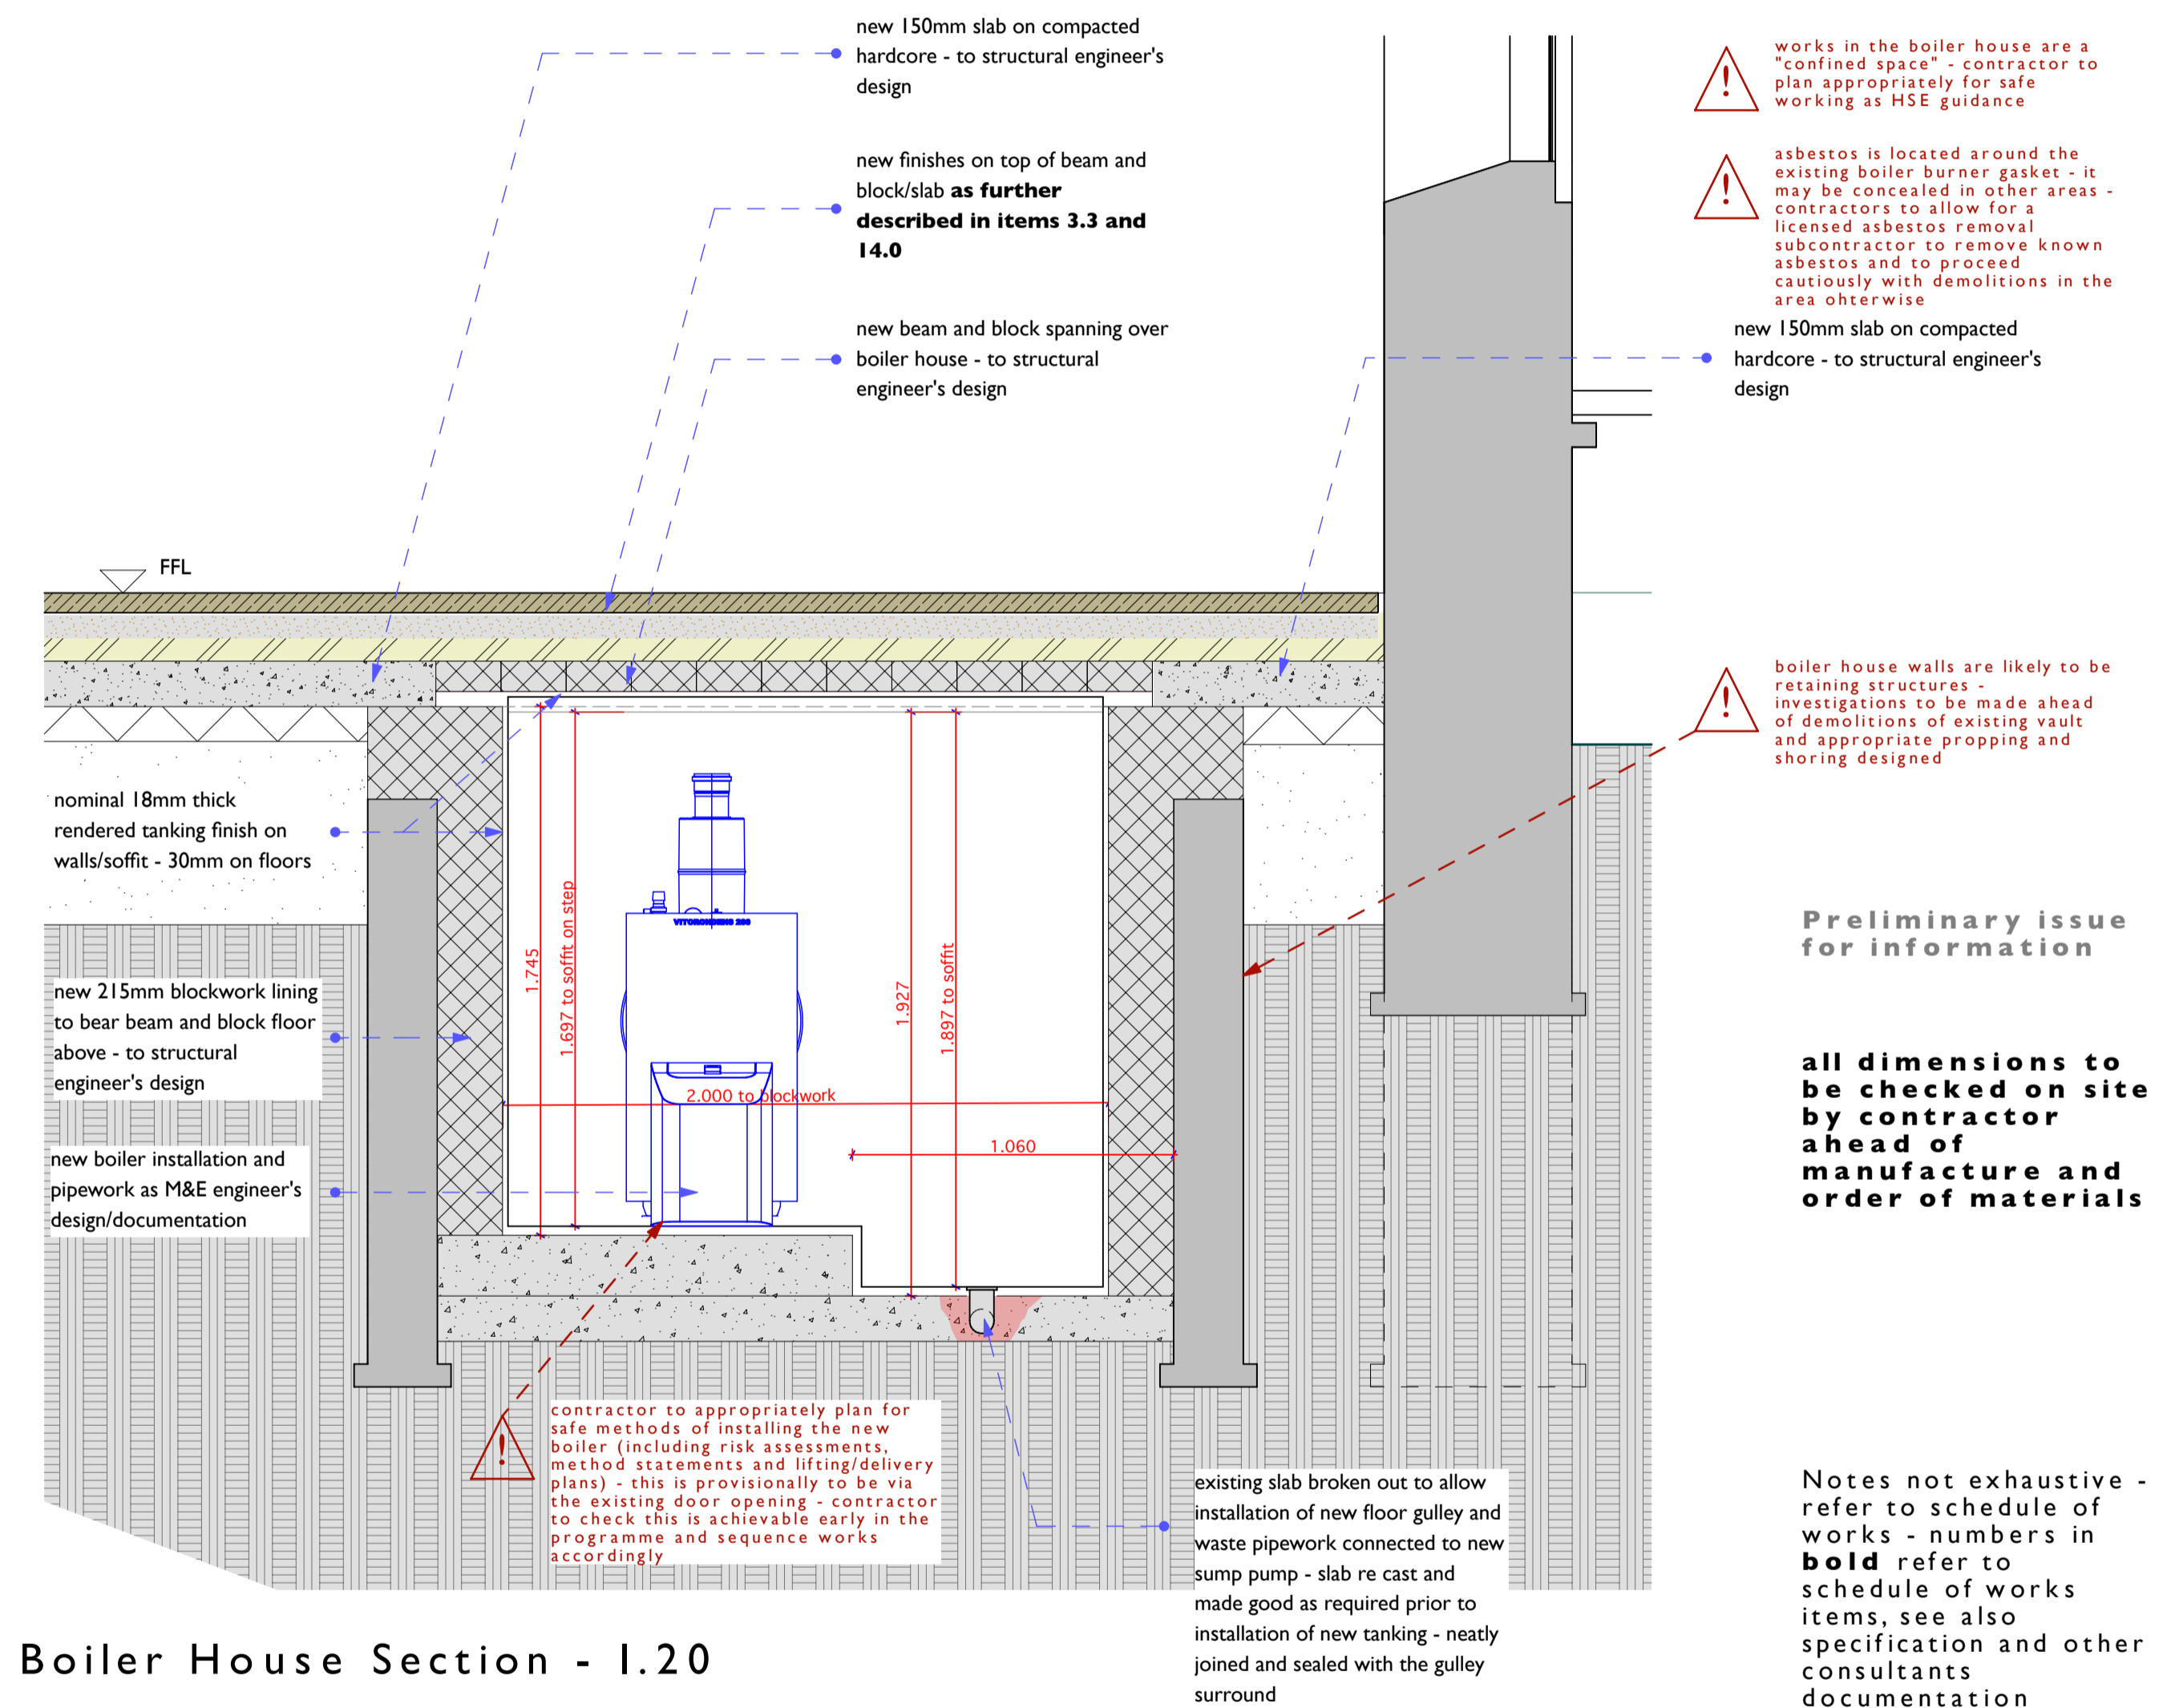 new 150mm slab on compacted
hardcore - to structural engineer's
design
new finishes on top of beam and
block/slab as further
described in items 3.3 and
14.0
new beam and block spanning over
boiler house - to structural
engineer's design
works in the boiler house are a
"confined space" - contractor to
plan appropriately for safe
working as HSE guidance
asbestos is located around the
existing boiler burner gasket - it
may be concealed in other areas -
contractors to allow for a
licensed asbestos removal
subcontractor to remove known
asbestos and to proceed
cautiously with demolitions in the
area ohterwise
new 150mm slab on compacted
hardcore - to structural engineer's
design
FFL
boiler house walls are likely to be
retaining structures -
investigations to be made ahead
of demolitions of existing vault
and appropriate propping and
shoring designed
nominal 18mm thick
rendered tanking finish on
walls/soffit - 30mm on floors
new 215mm blockwork lining
to bear beam and block floor
above - to structural
engineer's design
new boiler installation and
pipework as M&E engineer's
design/documentation
1.745
1.697 to soffit on step
1.927
1.897 to soffit
2.000 to blockwork
1.060
Preliminary issue
for information
all dimensions to
be checked on site
by contractor
ahead of
manufacture and
order of materials
contractor to appropriately plan for
safe methods of installing the new
boiler (including risk assessments,
method statements and lifting/delivery
plans) - this is provisionally to be via
the existing door opening - contractor
to check this is achievable early in the
programme and sequence works
accordingly
existing slab broken out to allow
installation of new floor gulley and
waste pipework connected to new
sump pump - slab re cast and
made good as required prior to
installation of new tanking - neatly
joined and sealed with the gulley
surround
Notes not exhaustive -
refer to schedule of
works - numbers in
bold refer to
schedule of works
items, see also
specification and other
consultants
documentation
Boiler House Section - 1.20